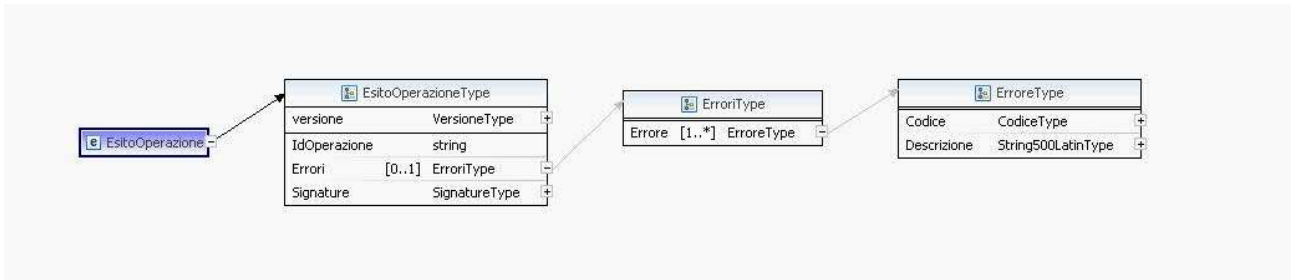 EsitoOperazione
EsitoOperazioneType
versione VersioneType
IdOperazione string
Errori [0..1] ErroriType
Signature SignatureType
ErroriType
Errore [1..*] ErroreType
ErroreType
Codice CodiceType
Descrizione String500LatinType